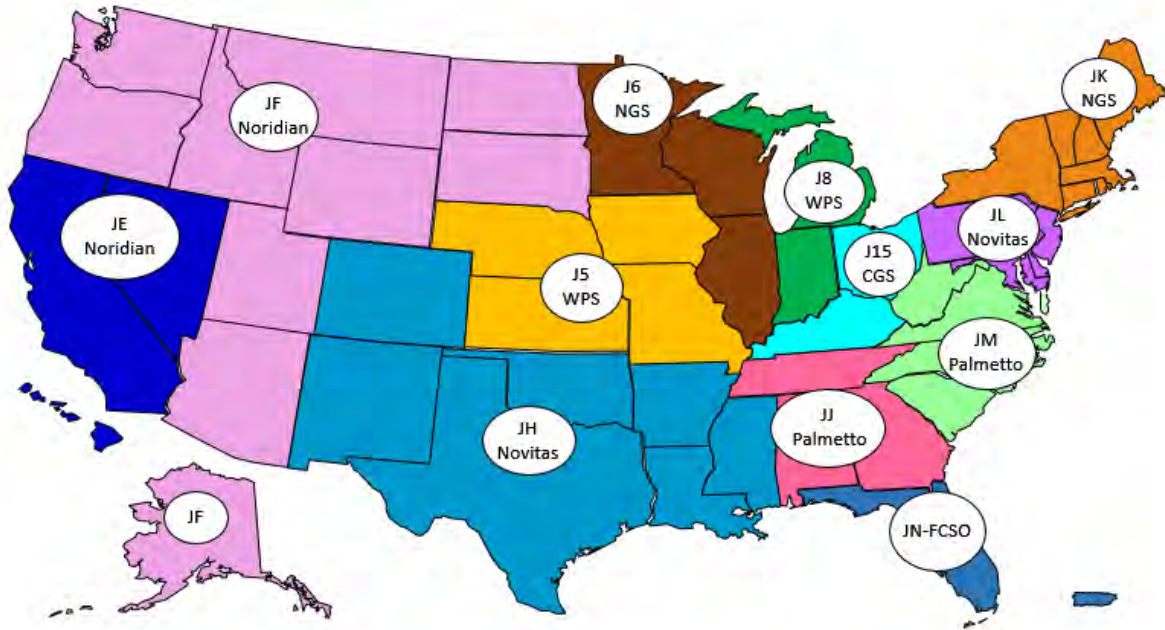 JF
Noridian
J6
NGS
JK
NGS
J8
WPS
JE
Noridian
JL
Novitas
J15
CGS
J5
WPS
JM
Palmetto
JH
Novitas
JJ
Palmetto
JF
JN-FCSO